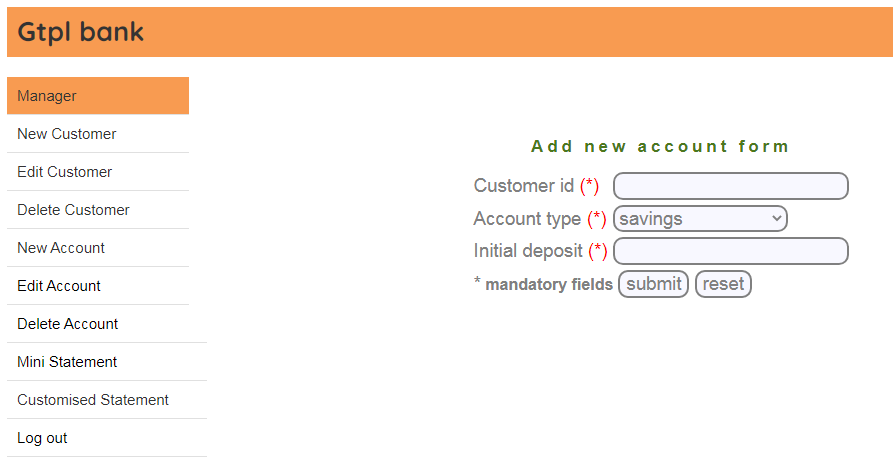 Gtpl bank
Manager
New Customer
Edit Customer
Delete Customer
New Account
Edit Account
Delete Account
Mini Statement
Customised Statement
Log out
Add new account form
Customer id (*)
Account type (*) savings
Initial deposit (*)
* mandatory fields submit reset